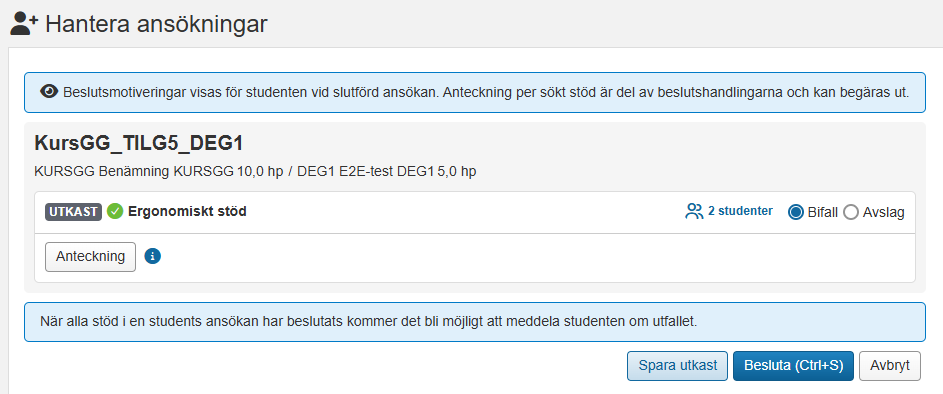 Hantera ansökningar
Beslutsmotiveringar visas för studenten vid slutförd ansökan. Anteckning per sökt stöd är del av beslutshandlingarna och kan begäras ut.
KursGG_TILG5_DEG1
KURSGG Benämning KURSGG 10,0 hp / DEG1 E2E-test DEG1 5,0 hp
UTKAST Ergonomiskt stöd 2 studenter Bifall Avslag
Anteckning
När alla stöd i en students ansökan har beslutats kommer det bli möjligt att meddela studenten om utfallet.
Spara utkast Besluta (Ctrl+S) Avbryt